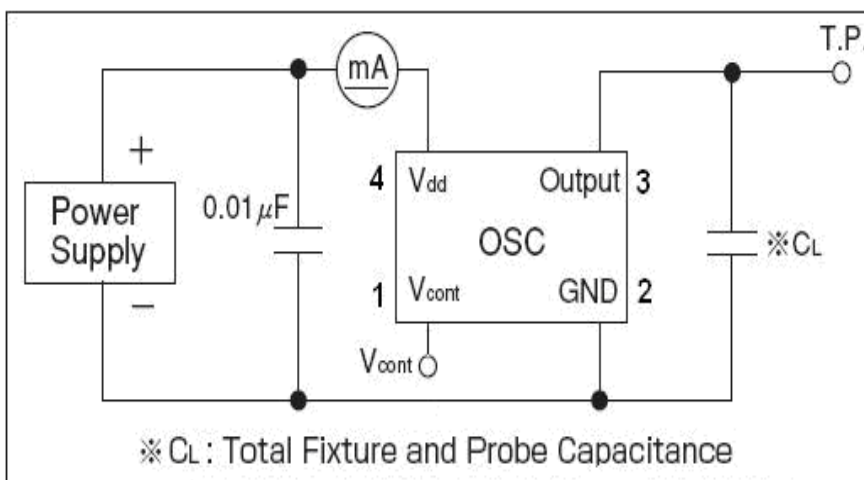 T.P.
mA
+
4 Vdd Output 3
Power
Supply
0.01μF
OSC
※CL
1 Vcont GND 2
−
Vcont
※CL : Total Fixture and Probe Capacitance